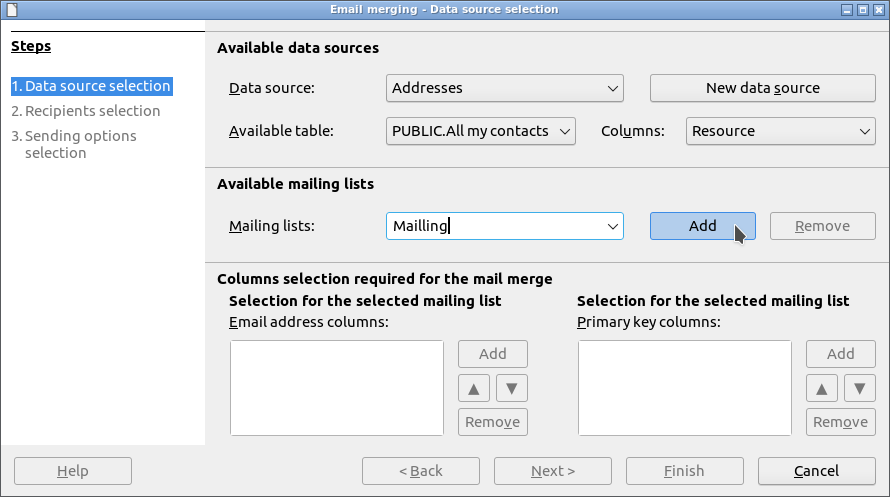 Email merging - Data source selection
Steps
1. Data source selection
2. Recipients selection
3. Sending options
selection
Available data sources
Data source: Addresses New data source
Available table: PUBLIC.All my contacts Columns: Resource
Available mailing lists
Mailing lists: Mailling Add Remove
Columns selection required for the mail merge
Selection for the selected mailing list Selection for the selected mailing list
Email address columns: Primary key columns:
Add Add
▲ ▼ ▲ ▼
Remove Remove
Help < Back Next > Finish Cancel